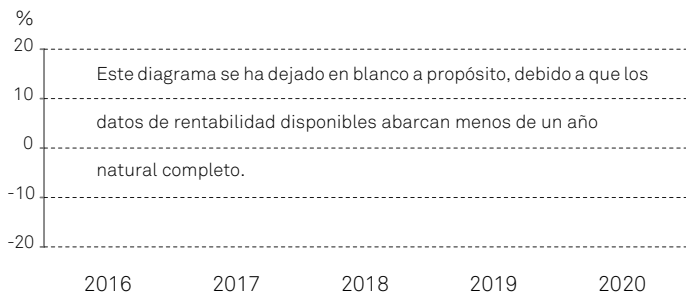 %
20
Este diagrama se ha dejado en blanco a propósito, debido a que los
10
datos de rentabilidad disponibles abarcan menos de un año
0
natural completo.
-10
-20
2016 2017 2018 2019 2020